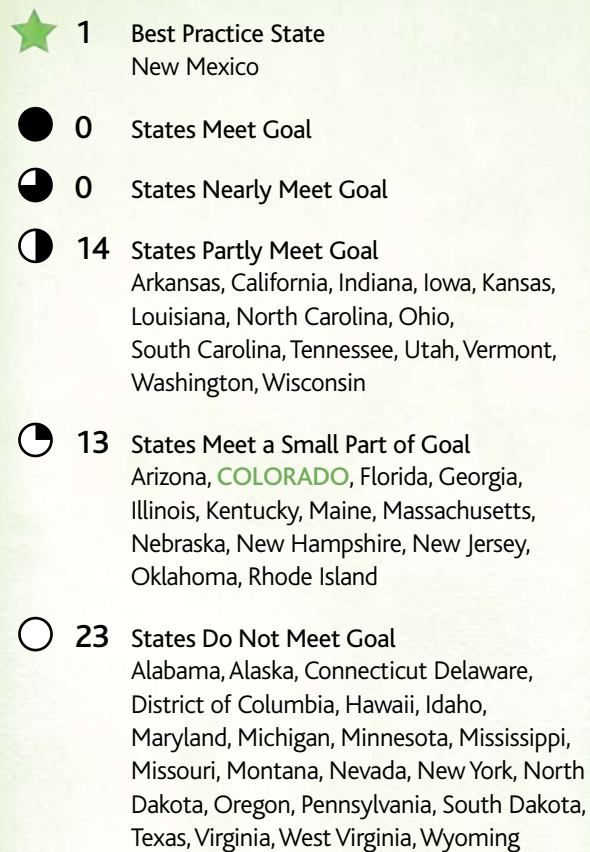 1 Best Practice State
New Mexico
0 States Meet Goal
0 States Nearly Meet Goal
14 States Partly Meet Goal
Arkansas, California, Indiana, Iowa, Kansas,
Louisiana, North Carolina, Ohio,
South Carolina, Tennessee, Utah, Vermont,
Washington, Wisconsin
13 States Meet a Small Part of Goal
Arizona, COLORADO, Florida, Georgia,
Illinois, Kentucky, Maine, Massachusetts,
Nebraska, New Hampshire, New Jersey,
Oklahoma, Rhode Island
23 States Do Not Meet Goal
Alabama, Alaska, Connecticut Delaware,
District of Columbia, Hawaii, Idaho,
Maryland, Michigan, Minnesota, Mississippi,
Missouri, Montana, Nevada, New York, North
Dakota, Oregon, Pennsylvania, South Dakota,
Texas, Virginia, West Virginia, Wyoming